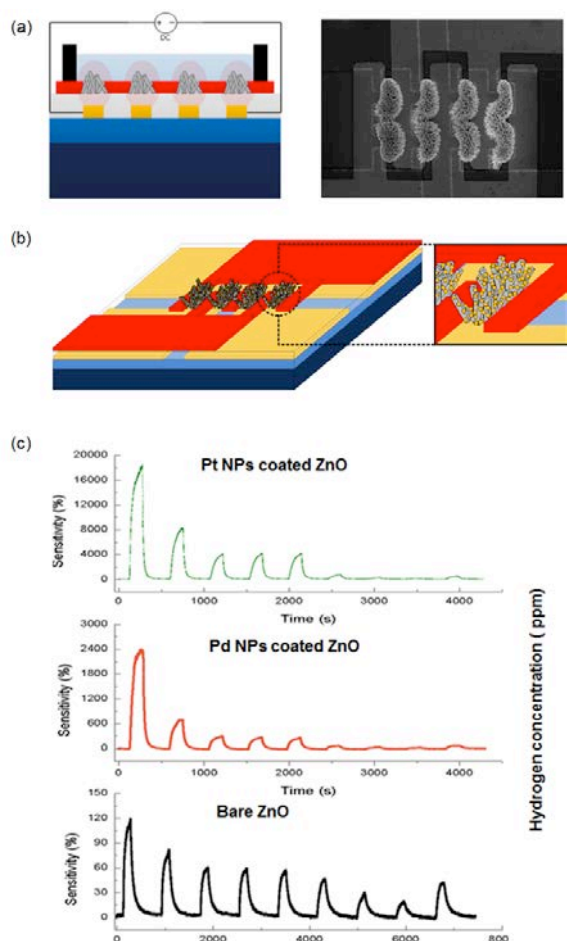 (a)
DC
(b)
(c)
Pt NPs coated ZnO
Sensitivity (%)
20000
16000
12000
8000
4000
0
0 1000 2000 3000 4000
Time (s)
Pd NPs coated ZnO
Sensitivity (%)
3000
2400
1800
1200
600
0
0 1000 2000 3000 4000
Time (s)
Bare ZnO
Sensitivity (%)
150
120
90
60
30
0
0 2000 4000 6000 800
Hydrogen concentration ( ppm)